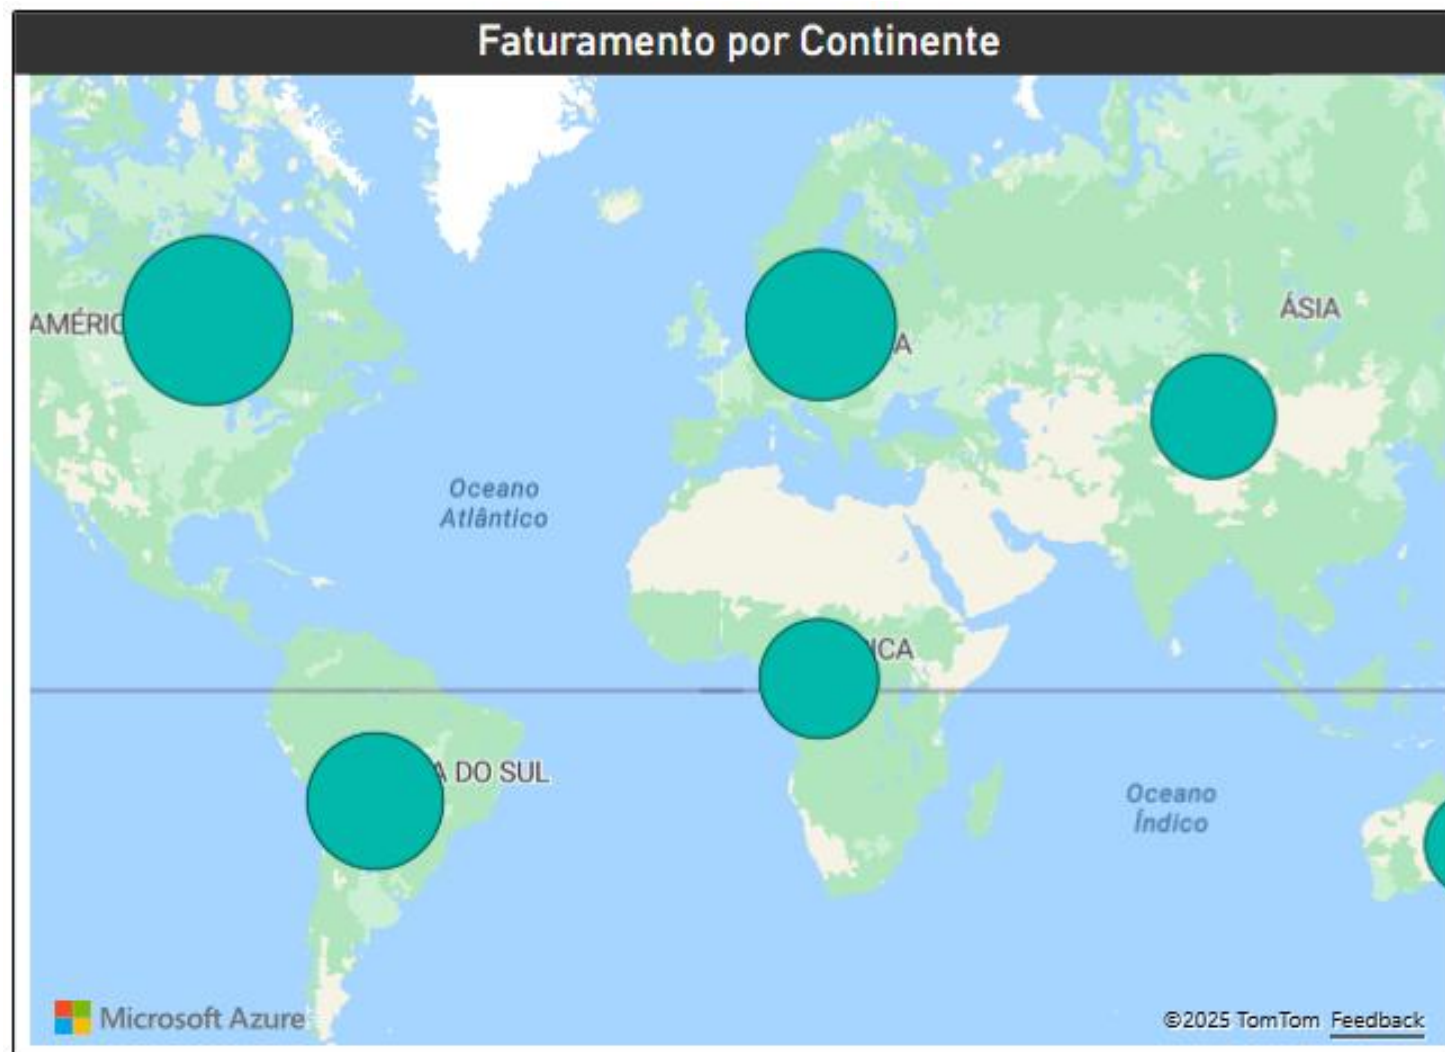 Faturamento por Continente
AMÉRIC
A
ÁSIA
Oceano
Atlântico
ICA
A DO SUL
Oceano
Índico
Microsoft Azure
©2025 TomTom Feedback